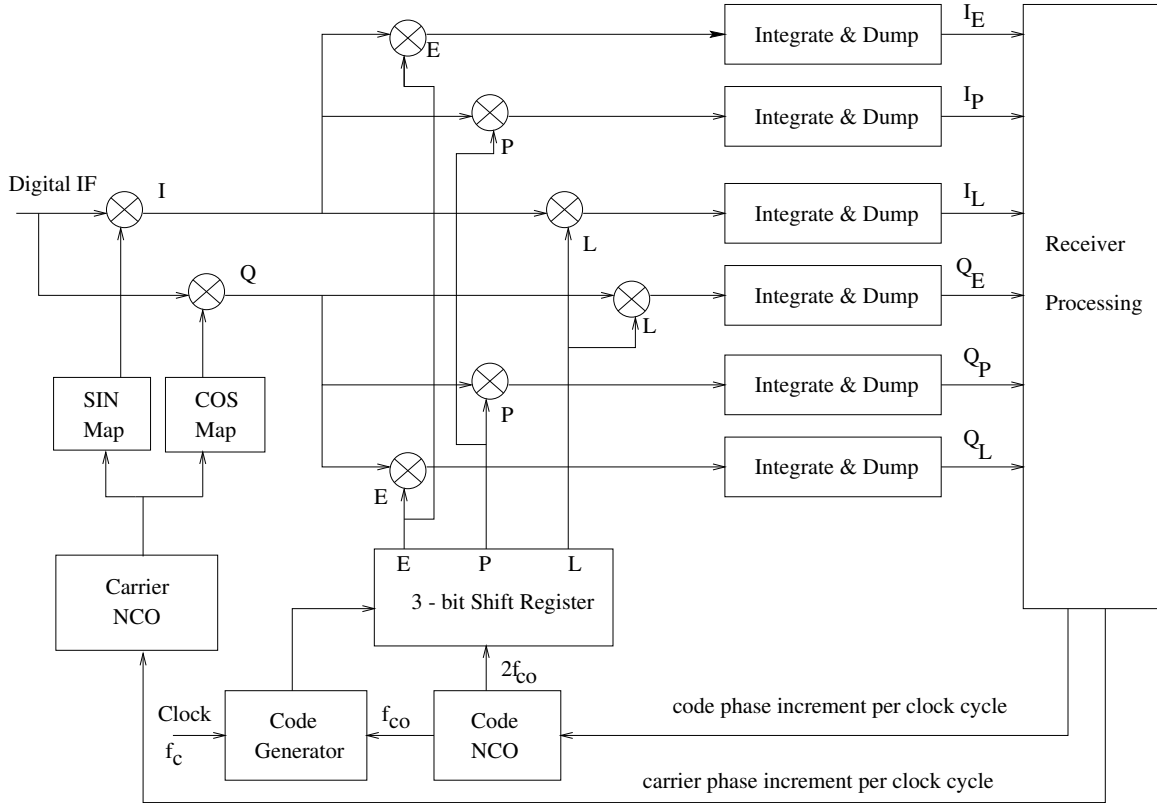 E
Integrate & Dump
I_E
P
Integrate & Dump
I_P
Digital IF
I
L
Integrate & Dump
I_L
Receiver
Processing
Q
L
Integrate & Dump
Q_E
P
Integrate & Dump
Q_P
SIN
Map
COS
Map
E
Integrate & Dump
Q_L
E P L
3 - bit Shift Register
Carrier
NCO
2f_co
Clock
f_c
Code
Generator
f_co
Code
NCO
code phase increment per clock cycle
carrier phase increment per clock cycle